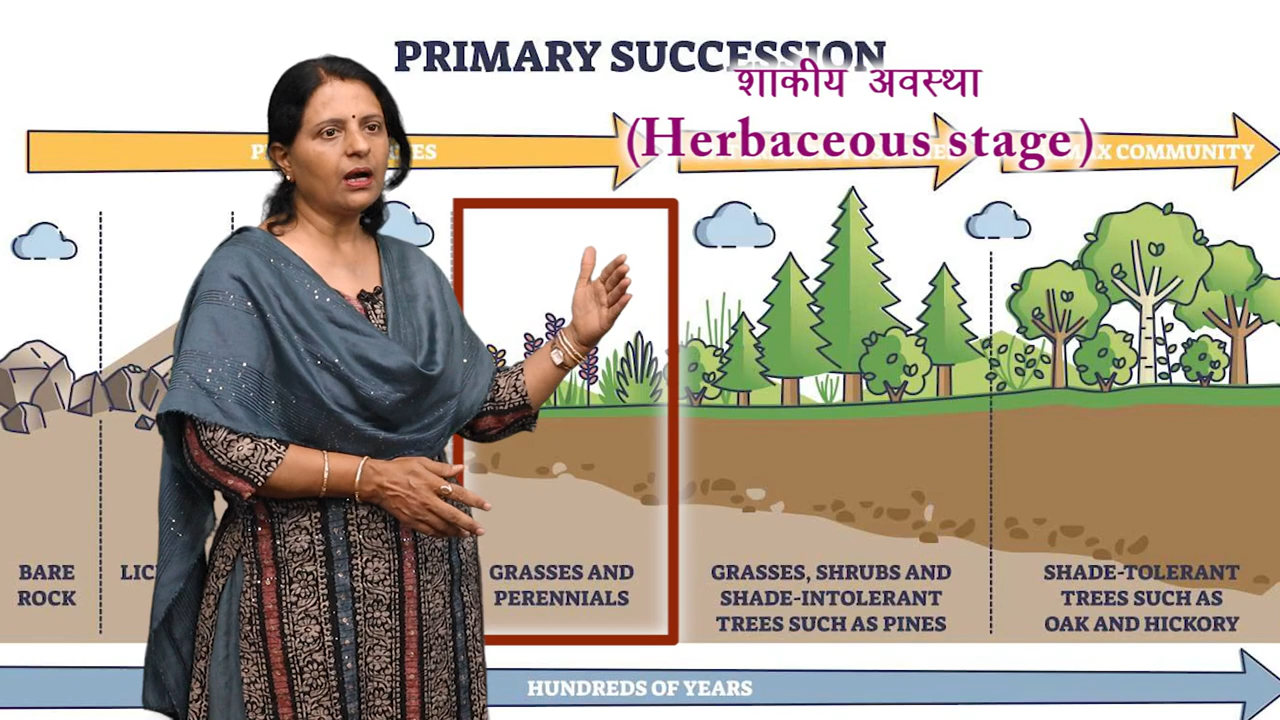 PRIMARY SUCCESSION
शाकीय अवस्था
(Herbaceous stage)
COMMUNITY
BARE
ROCK
GRASSES AND
PERENNIALS
GRASSES, SHRUBS AND
SHADE-INTOLERANT
TREES SUCH AS PINES
SHADE-TOLERANT
TREES SUCH AS
OAK AND HICKORY
HUNDREDS OF YEARS